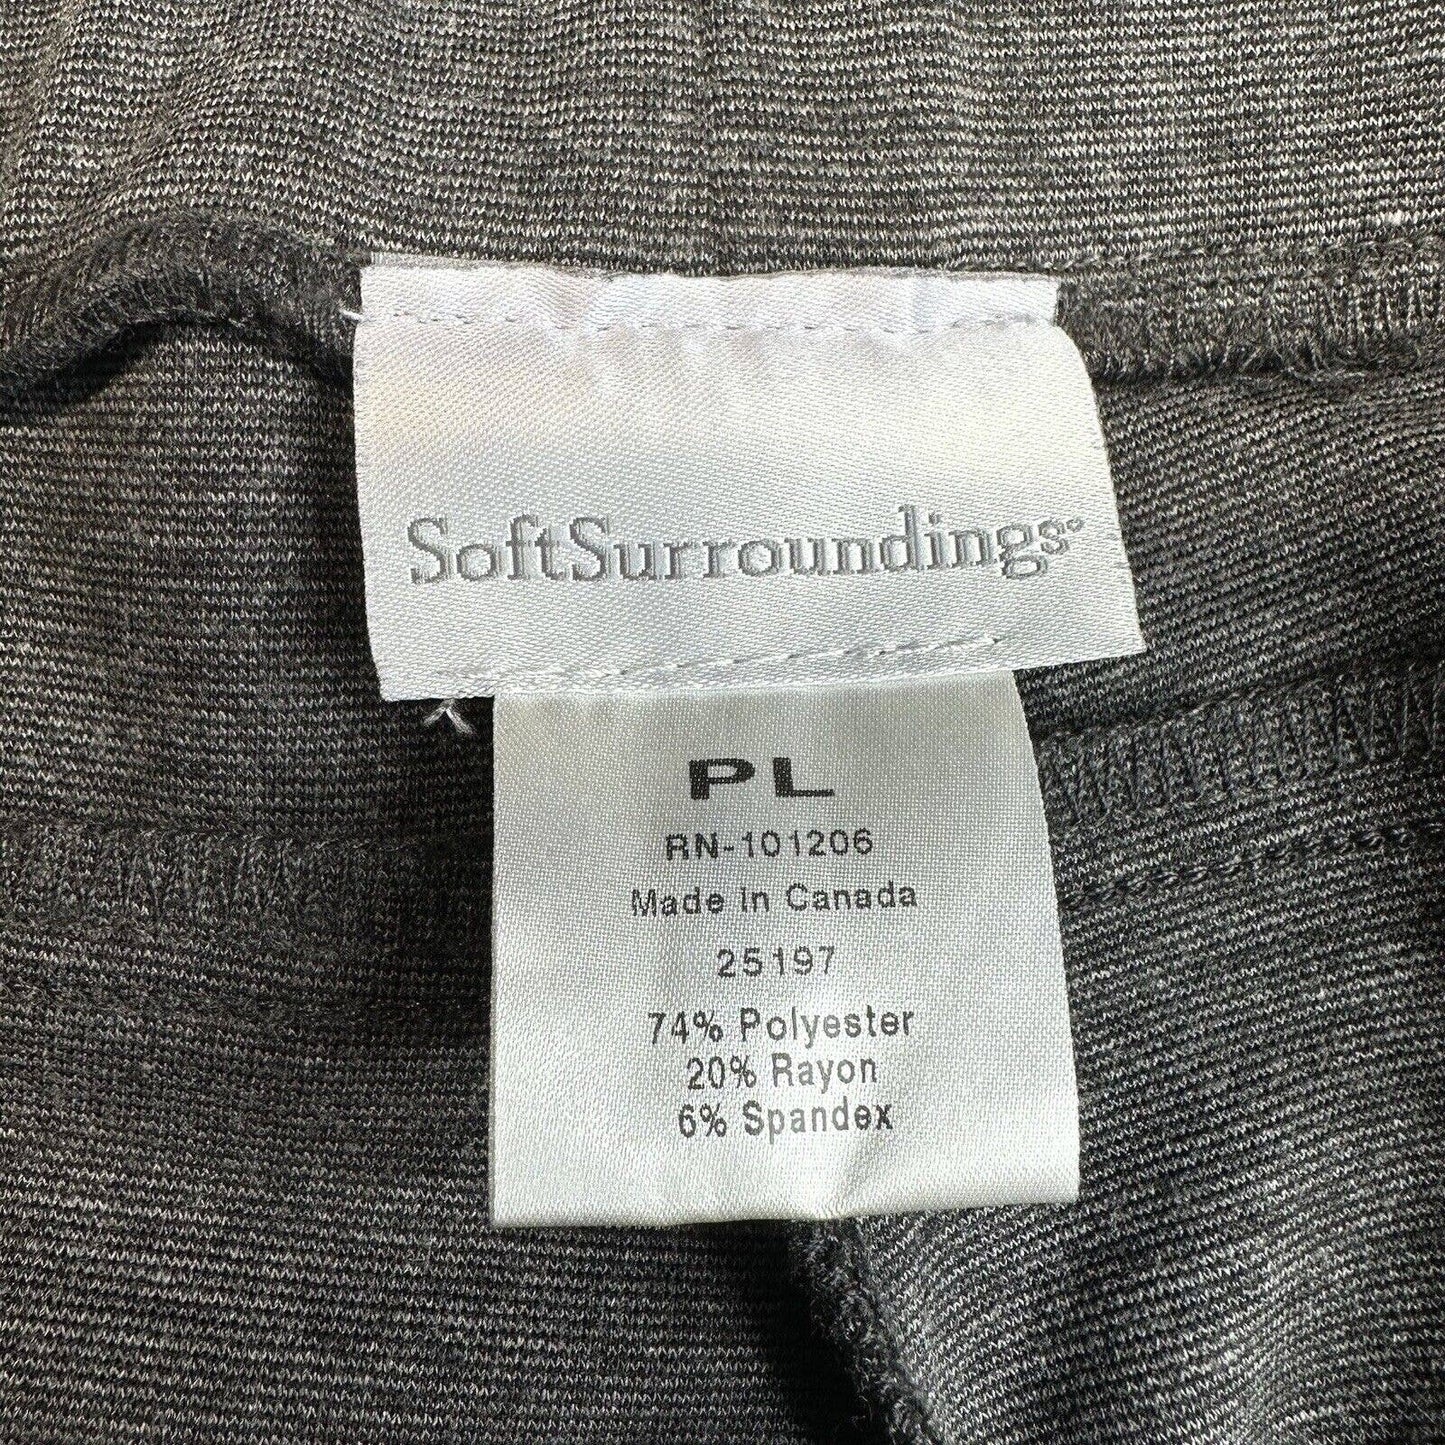 SoftSurroundings®
PL
RN-101206
Made In Canada
25197
74% Polyester
20% Rayon
6% Spandex